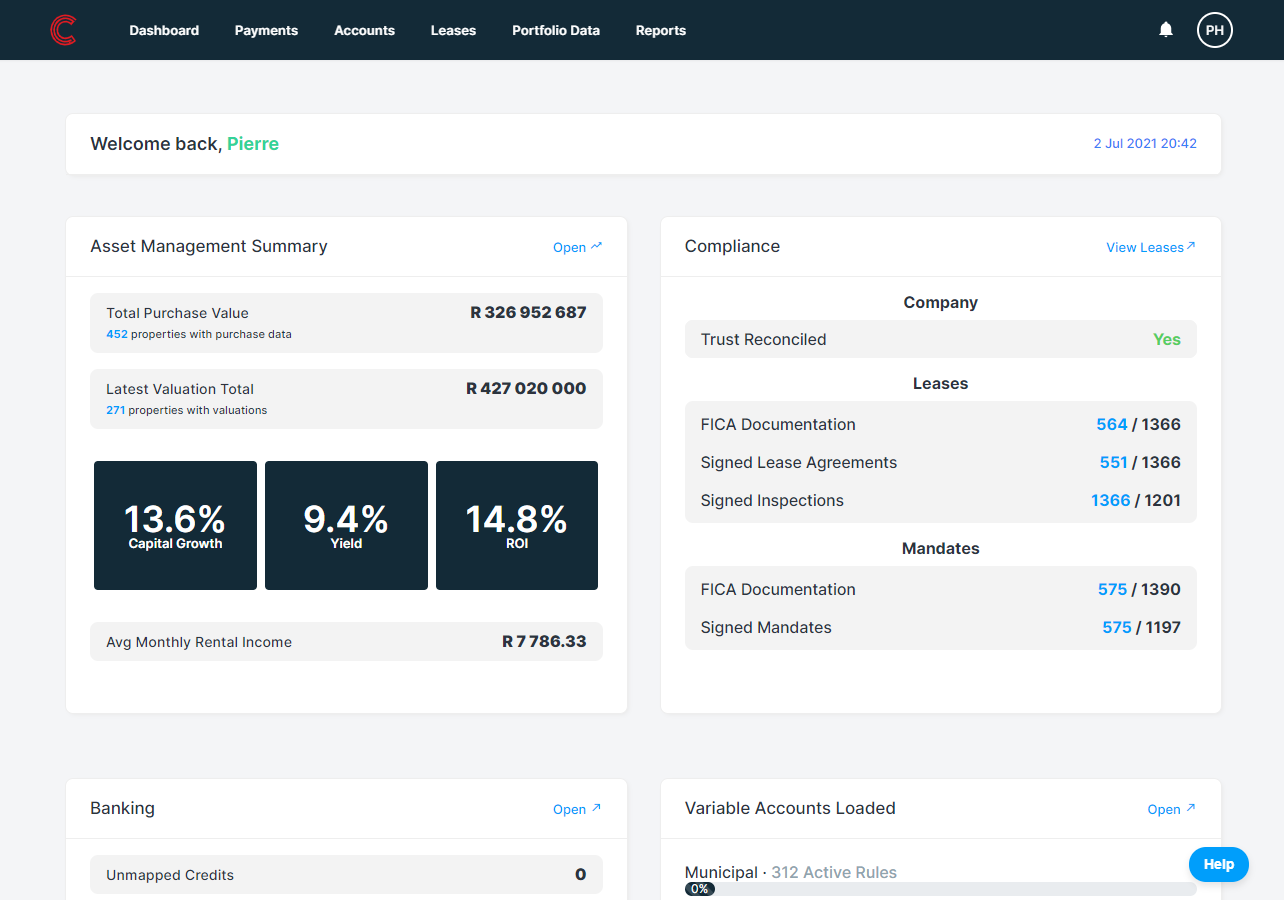 Dashboard Payments Accounts Leases Portfolio Data Reports PH
Welcome back, Pierre 2 Jul 2021 20:42
Asset Management Summary Open
Total Purchase Value R 326 952 687
452 properties with purchase data
Latest Valuation Total R 427 020 000
271 properties with valuations
13.6% 9.4% 14.8%
Capital Growth Yield ROI
Avg Monthly Rental Income R 7 786.33
Compliance View Leases
Company
Trust Reconciled Yes
Leases
FICA Documentation 564 / 1366
Signed Lease Agreements 551 / 1366
Signed Inspections 1366 / 1201
Mandates
FICA Documentation 575 / 1390
Signed Mandates 575 / 1197
Banking Open
Unmapped Credits 0
Variable Accounts Loaded Open
Municipal · 312 Active Rules
0%
Help